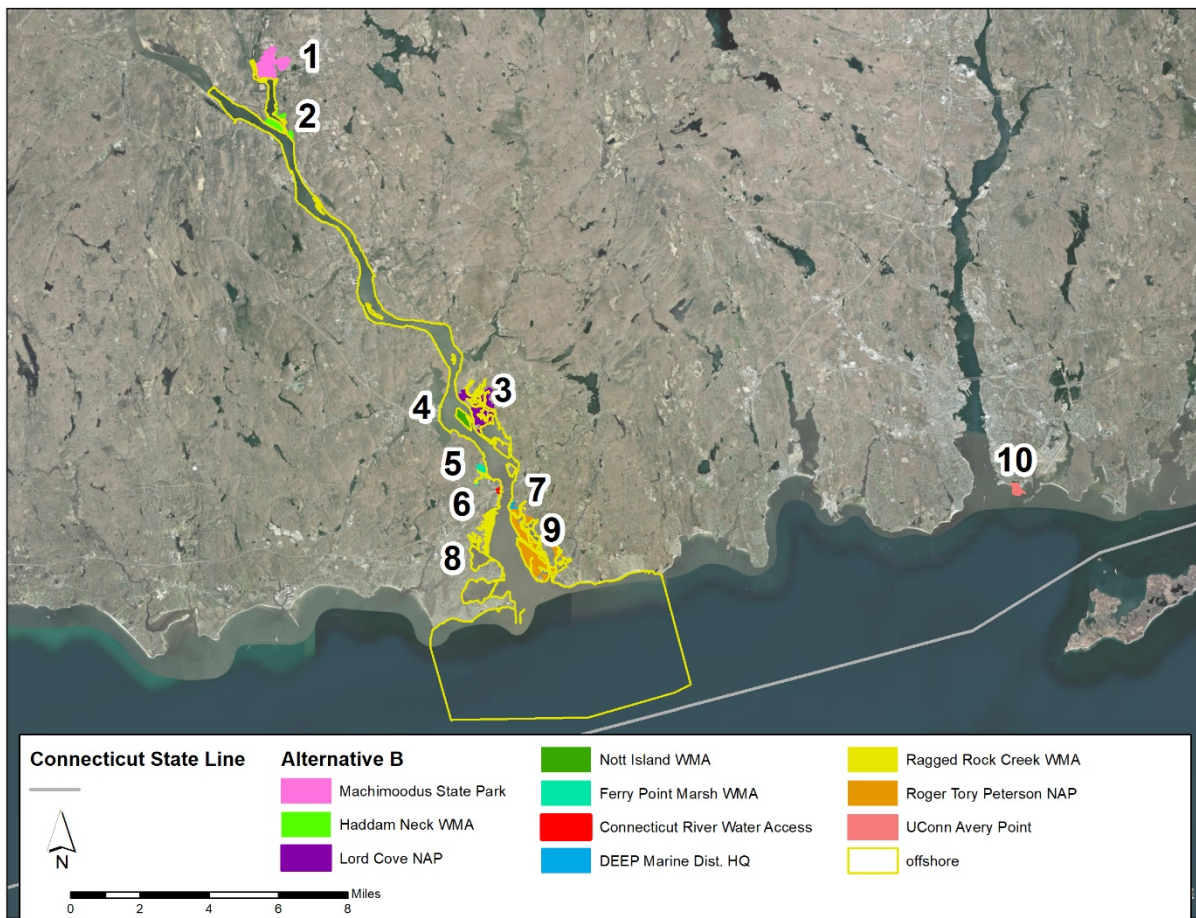 1
2
3
4
5
6
7
8
9
10
Connecticut State Line
N
0 2 4 6 8
Miles
Alternative B
Machimoodus State Park
Haddam Neck WMA
Lord Cove NAP
Nott Island WMA
Ferry Point Marsh WMA
Connecticut River Water Access
DEEP Marine Dist. HQ
Ragged Rock Creek WMA
Roger Tory Peterson NAP
UConn Avery Point
offshore